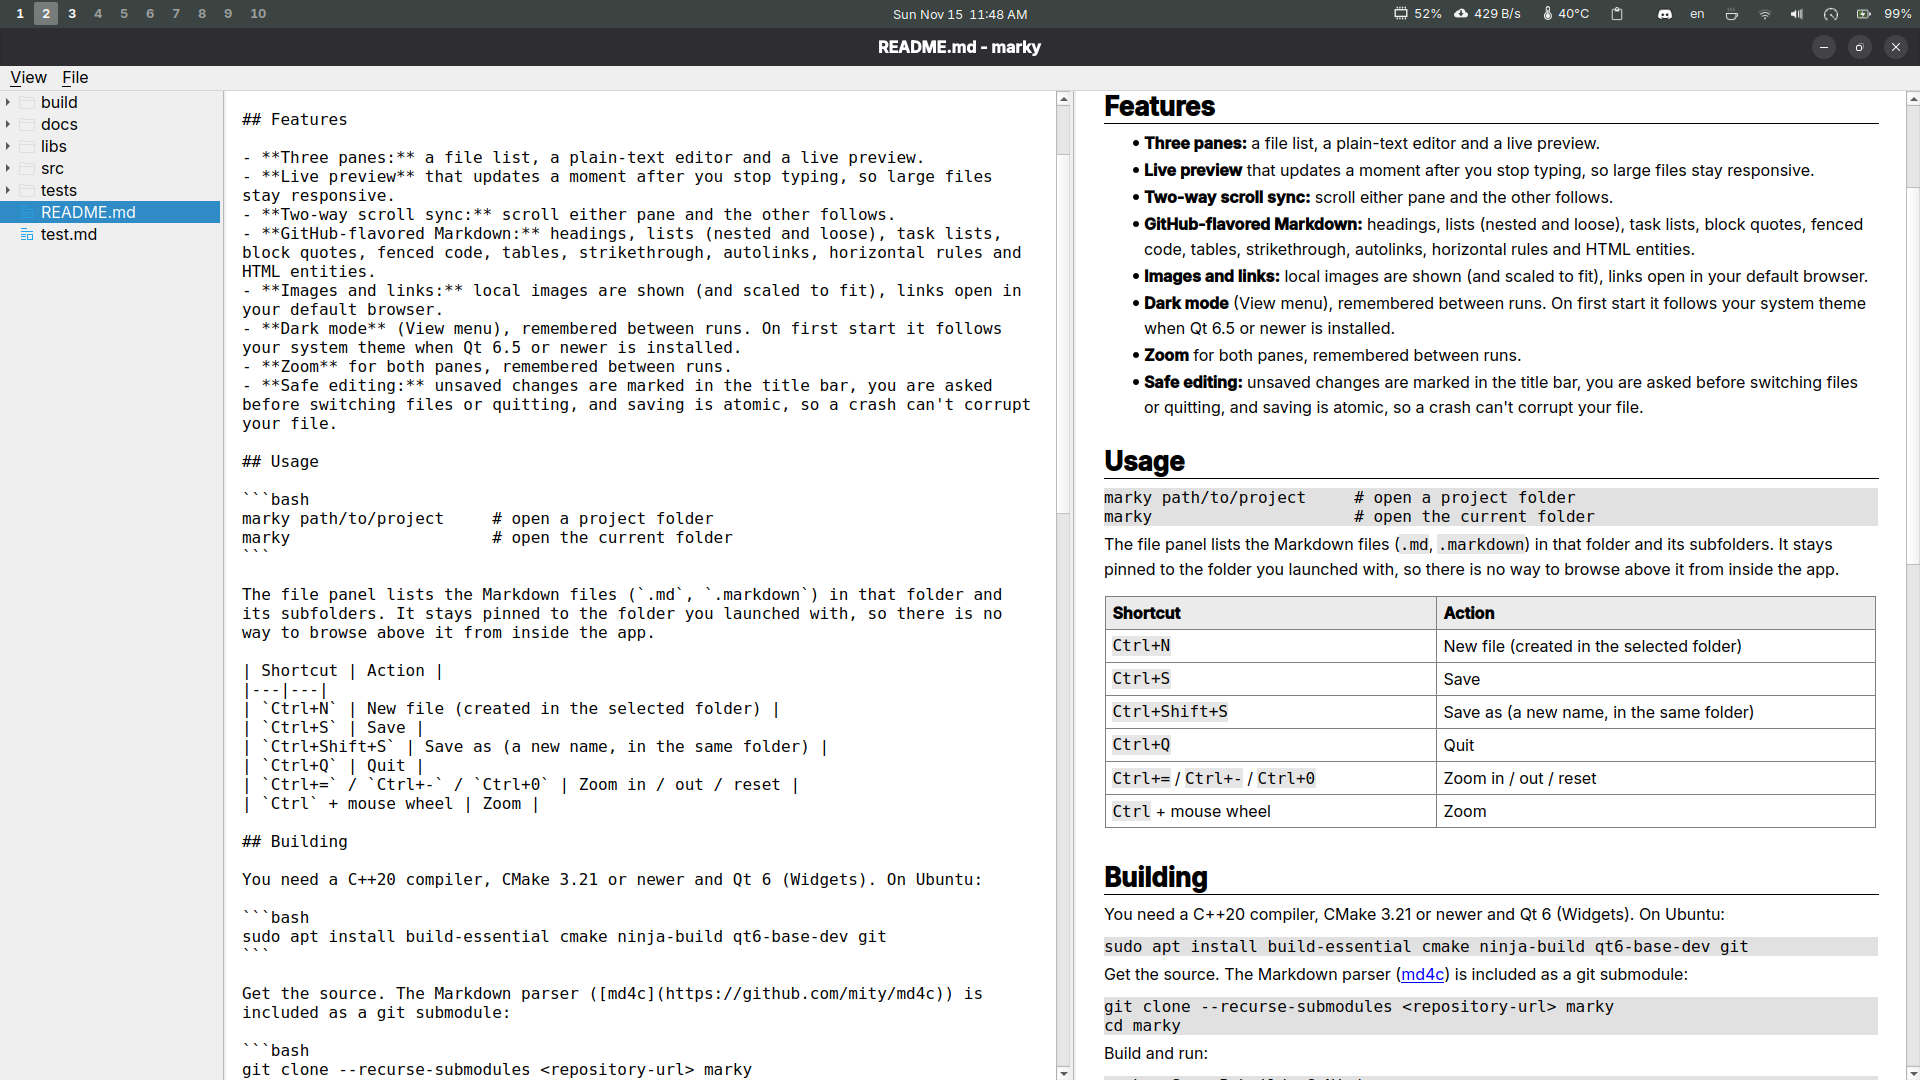 1 2 3 4 5 6 7 8 9 10
Sun Nov 15 11:48 AM
52% 429 B/s 40°C en 99%
README.md - marky
View File
build
docs
libs
src
tests
README.md
test.md
## Features
- **Three panes:** a file list, a plain-text editor and a live preview.
- **Live preview** that updates a moment after you stop typing, so large files
stay responsive.
- **Two-way scroll sync:** scroll either pane and the other follows.
- **GitHub-flavored Markdown:** headings, lists (nested and loose), task lists,
block quotes, fenced code, tables, strikethrough, autolinks, horizontal rules and
HTML entities.
- **Images and links:** local images are shown (and scaled to fit), links open in
your default browser.
- **Dark mode** (View menu), remembered between runs. On first start it follows
your system theme when Qt 6.5 or newer is installed.
- **Zoom** for both panes, remembered between runs.
- **Safe editing:** unsaved changes are marked in the title bar, you are asked
before switching files or quitting, and saving is atomic, so a crash can't corrupt
your file.
## Usage
```bash
marky path/to/project     # open a project folder
marky                     # open the current folder
```
The file panel lists the Markdown files (`.md`, `.markdown`) in that folder and
its subfolders. It stays pinned to the folder you launched with, so there is no
way to browse above it from inside the app.
| Shortcut | Action |
|---|---|
| `Ctrl+N` | New file (created in the selected folder) |
| `Ctrl+S` | Save |
| `Ctrl+Shift+S` | Save as (a new name, in the same folder) |
| `Ctrl+Q` | Quit |
| `Ctrl+=` / `Ctrl+-` / `Ctrl+0` | Zoom in / out / reset |
| `Ctrl` + mouse wheel | Zoom |
## Building
You need a C++20 compiler, CMake 3.21 or newer and Qt 6 (Widgets). On Ubuntu:
```bash
sudo apt install build-essential cmake ninja-build qt6-base-dev git
```
Get the source. The Markdown parser ([md4c](https://github.com/mity/md4c)) is
included as a git submodule:
```bash
git clone --recurse-submodules <repository-url> marky
Features
• Three panes: a file list, a plain-text editor and a live preview.
• Live preview that updates a moment after you stop typing, so large files stay responsive.
• Two-way scroll sync: scroll either pane and the other follows.
• GitHub-flavored Markdown: headings, lists (nested and loose), task lists, block quotes, fenced
code, tables, strikethrough, autolinks, horizontal rules and HTML entities.
• Images and links: local images are shown (and scaled to fit), links open in your default browser.
• Dark mode (View menu), remembered between runs. On first start it follows your system theme
when Qt 6.5 or newer is installed.
• Zoom for both panes, remembered between runs.
• Safe editing: unsaved changes are marked in the title bar, you are asked before switching files
or quitting, and saving is atomic, so a crash can't corrupt your file.
Usage
marky path/to/project     # open a project folder
marky                     # open the current folder
The file panel lists the Markdown files (.md, .markdown) in that folder and its subfolders. It stays
pinned to the folder you launched with, so there is no way to browse above it from inside the app.
Shortcut Action
Ctrl+N New file (created in the selected folder)
Ctrl+S Save
Ctrl+Shift+S Save as (a new name, in the same folder)
Ctrl+Q Quit
Ctrl+= / Ctrl+- / Ctrl+0 Zoom in / out / reset
Ctrl + mouse wheel Zoom
Building
You need a C++20 compiler, CMake 3.21 or newer and Qt 6 (Widgets). On Ubuntu:
sudo apt install build-essential cmake ninja-build qt6-base-dev git
Get the source. The Markdown parser (md4c) is included as a git submodule:
git clone --recurse-submodules <repository-url> marky
cd marky
Build and run: